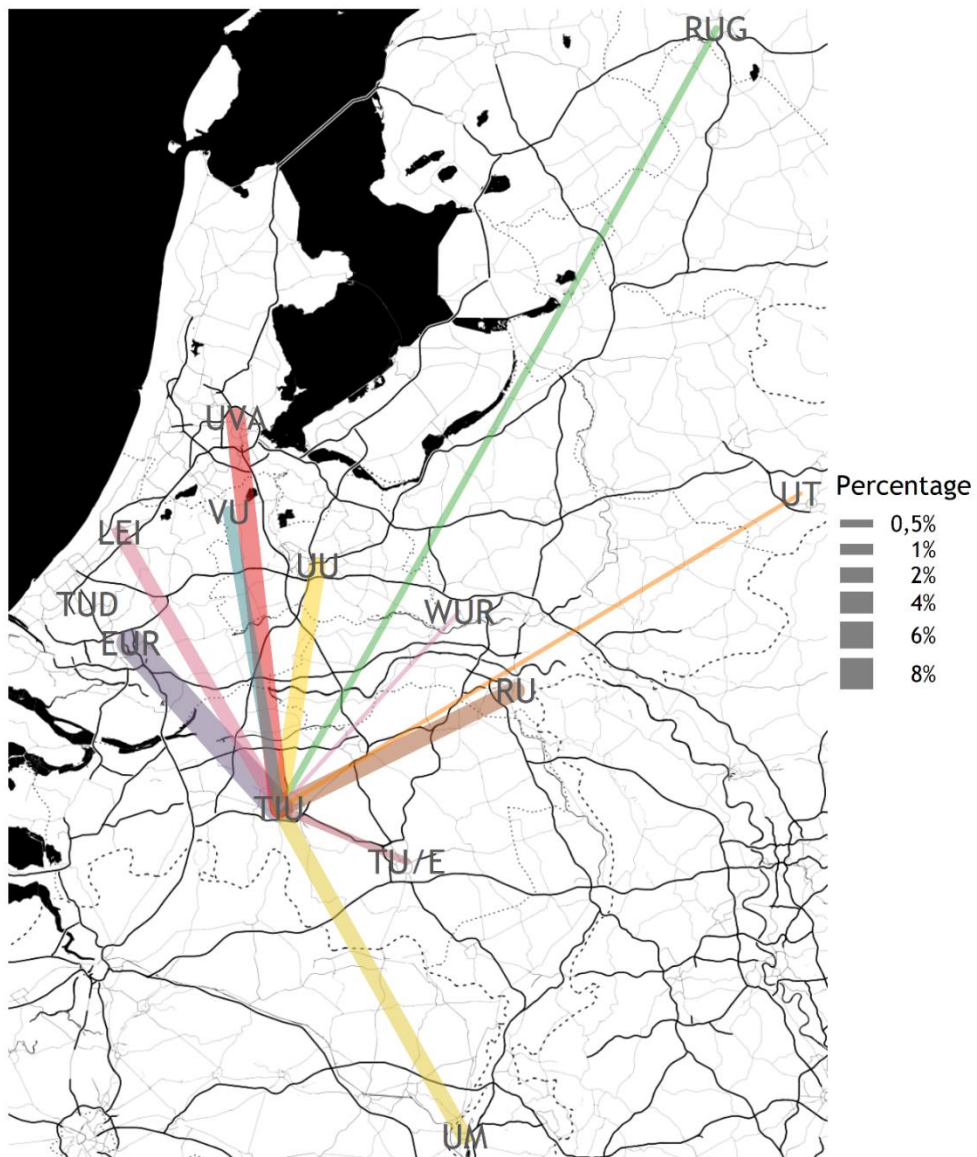 RUG
UVA
UT
Percentage
VU
0,5%
LEI
1%
UU
2%
TUD
WUR
4%
EUR
6%
8%
RU
TIU
TU/E
UM